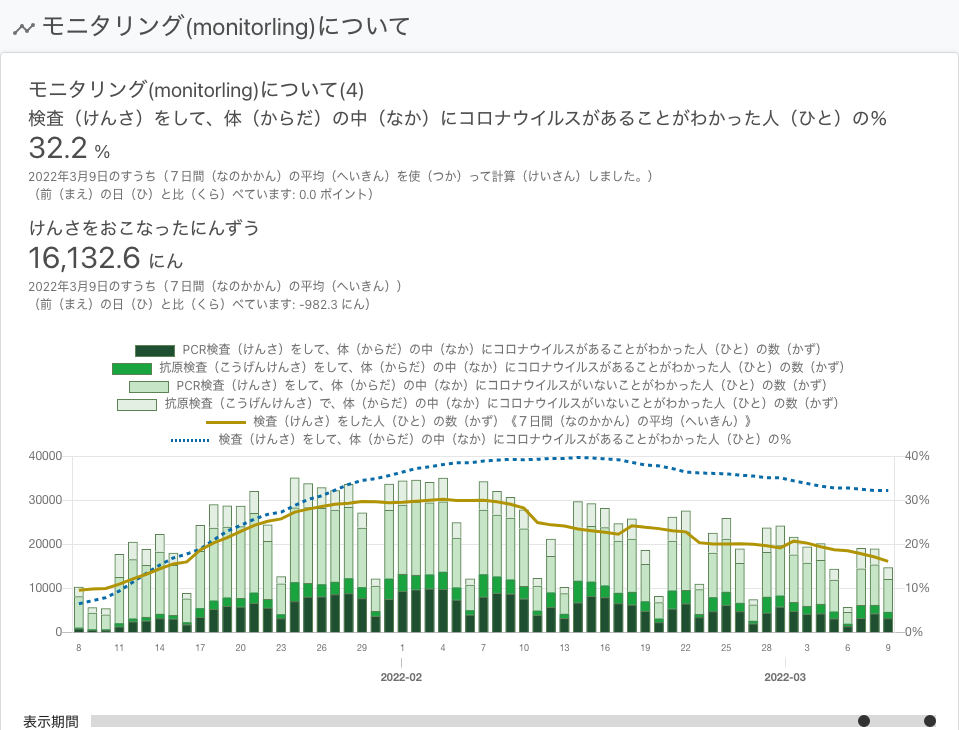 モニタリング(monitorling)について
モニタリング(monitorling)について(4)
検査（けんさ）をして、体（からだ）の中（なか）にコロナウイルスがあることがわかった人（ひと）の％
32.2 %
2022年3月9日のすうち（７日間（なのかかん）の平均（へいきん）を使（つか）って計算（けいさん）しました。）
（前（まえ）の日（ひ）と比（くら）べています: 0.0 ポイント）
けんさをおこなったにんずう
16,132.6 にん
2022年3月9日のすうち（７日間（なのかかん）の平均（へいきん））
（前（まえ）の日（ひ）と比（くら）べています: -982.3 にん）
PCR検査（けんさ）をして、体（からだ）の中（なか）にコロナウイルスがあることがわかった人（ひと）の数（かず）
抗原検査（こうげんけんさ）をして、体（からだ）の中（なか）にコロナウイルスがあることがわかった人（ひと）の数（かず）
PCR検査（けんさ）をして、体（からだ）の中（なか）にコロナウイルスがいないことがわかった人（ひと）の数（かず）
抗原検査（こうげんけんさ）で、体（からだ）の中（なか）にコロナウイルスがいないことがわかった人（ひと）の数（かず）
検査（けんさ）をした人（ひと）の数（かず）《７日間（なのかかん）の平均（へいきん）》
検査（けんさ）をして、体（からだ）の中（なか）にコロナウイルスがあることがわかった人（ひと）の％
40000 40%
30000 30%
20000 20%
10000 10%
0 0%
8 11 14 17 20 23 26 29 1 4 7 10 13 16 19 22 25 28 3 6 9
2022-02 2022-03
表示期間